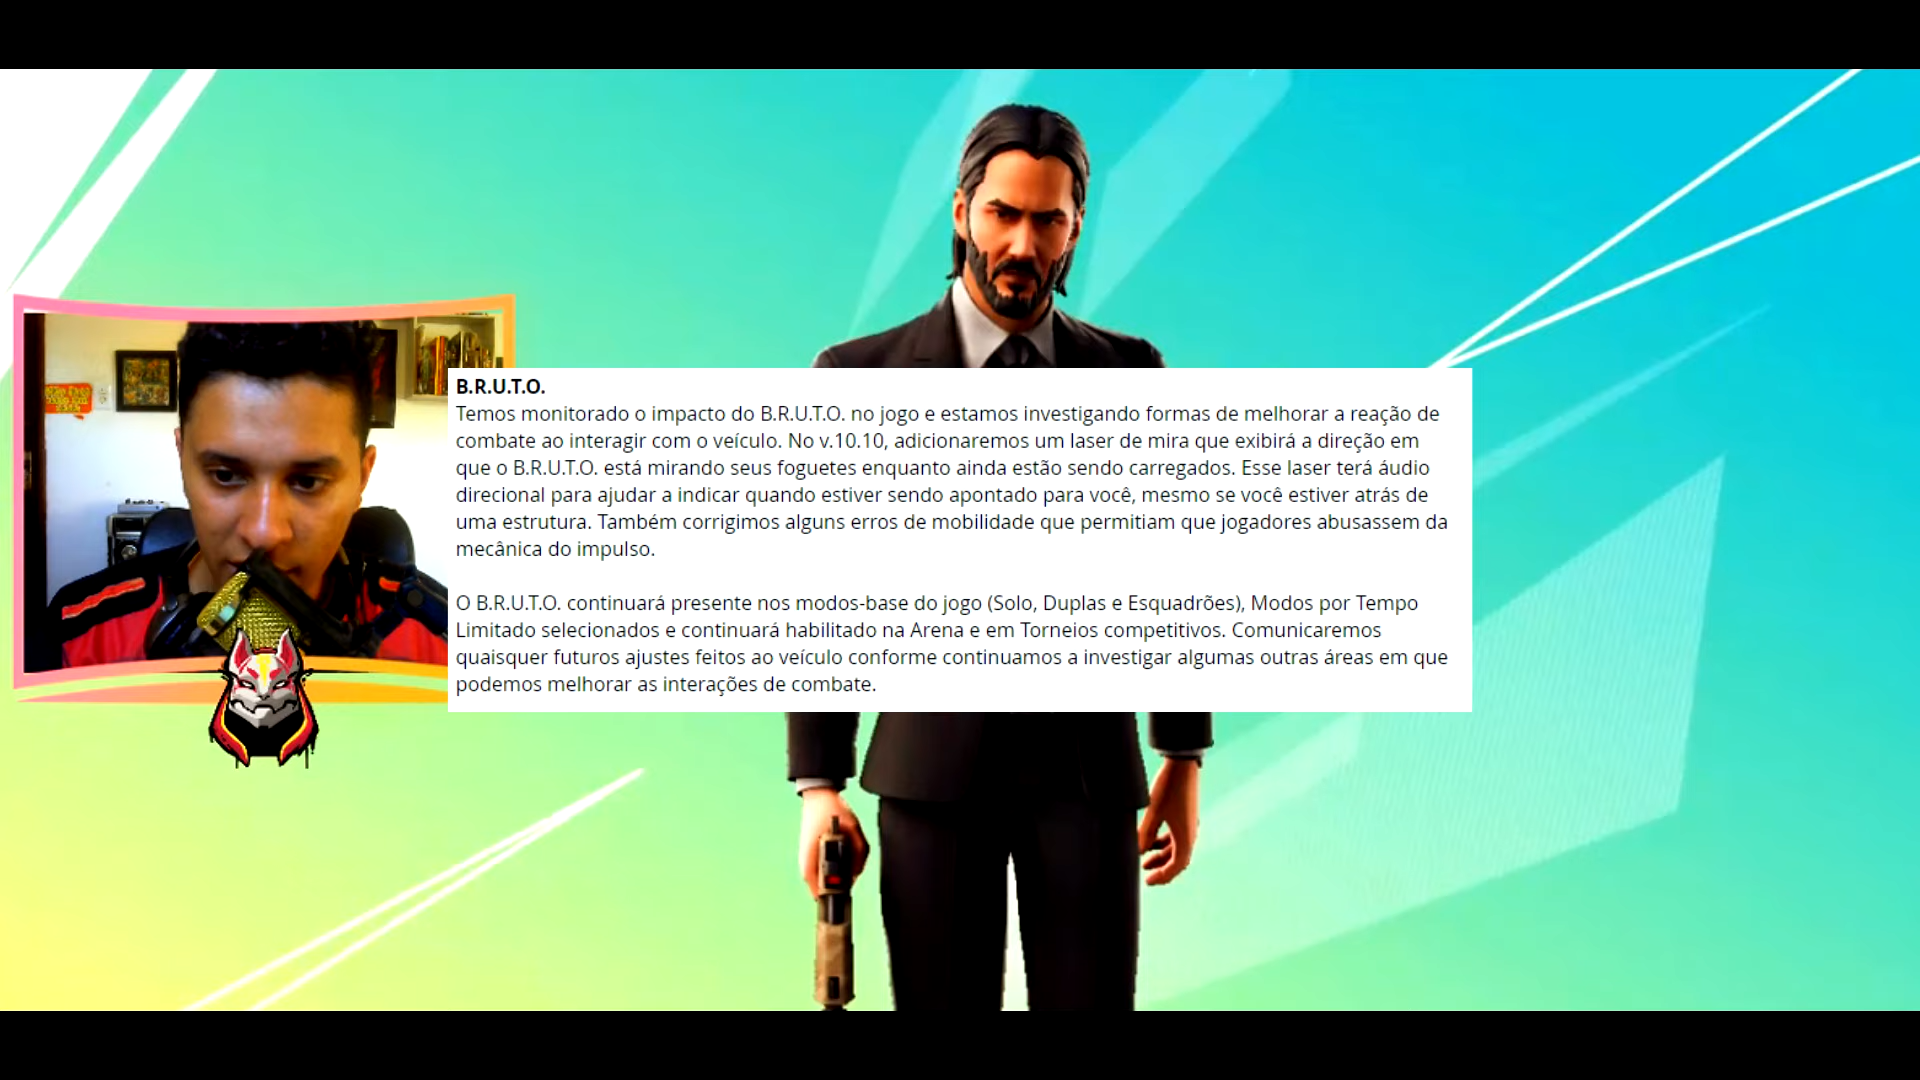 B.R.U.T.O.
Temos monitorado o impacto do B.R.U.T.O. no jogo e estamos investigando formas de melhorar a reação de
combate ao interagir com o veículo. No v.10.10, adicionaremos um laser de mira que exibirá a direção em
que o B.R.U.T.O. está mirando seus foguetes enquanto ainda estão sendo carregados. Esse laser terá áudio
direcional para ajudar a indicar quando estiver sendo apontado para você, mesmo se você estiver atrás de
uma estrutura. Também corrigimos alguns erros de mobilidade que permitiam que jogadores abusassem da
mecânica do impulso.
O B.R.U.T.O. continuará presente nos modos-base do jogo (Solo, Duplas e Esquadrões), Modos por Tempo
Limitado selecionados e continuará habilitado na Arena e em Torneios competitivos. Comunicaremos
quaisquer futuros ajustes feitos ao veículo conforme continuamos a investigar algumas outras áreas em que
podemos melhorar as interações de combate.